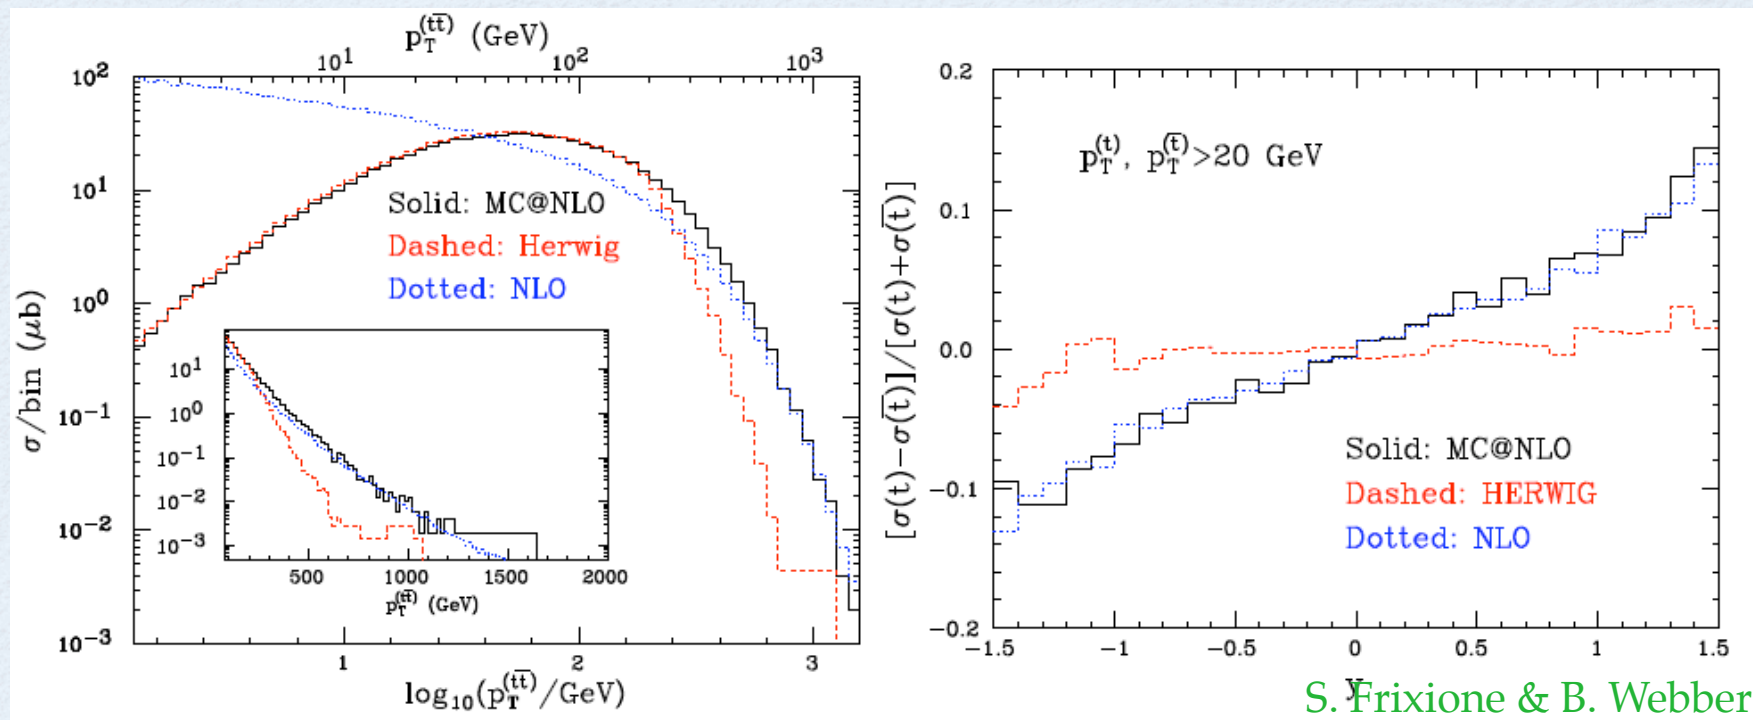 p_T^(tt̅) (GeV)
10^1 10^2 10^3
10^2
10^1
10^0
10^−1
10^−2
10^−3
σ/bin (μb)
Solid: MC@NLO
Dashed: Herwig
Dotted: NLO
10^1
10^0
10^−1
10^−2
10^−3
500 1000 1500 2000
p_T^(tt̅) (GeV)
1 2 3
log_10(p_T^(tt̅)/GeV)
0.2
0.1
0.0
−0.1
−0.2
[σ(t)−σ(t̅)]/[σ(t)+σ(t̅)]
p_T^(t), p_T^(t̅)>20 GeV
Solid: MC@NLO
Dashed: HERWIG
Dotted: NLO
−1.5 −1 −0.5 0 0.5 1 1.5
y
S. Frixione & B. Webber